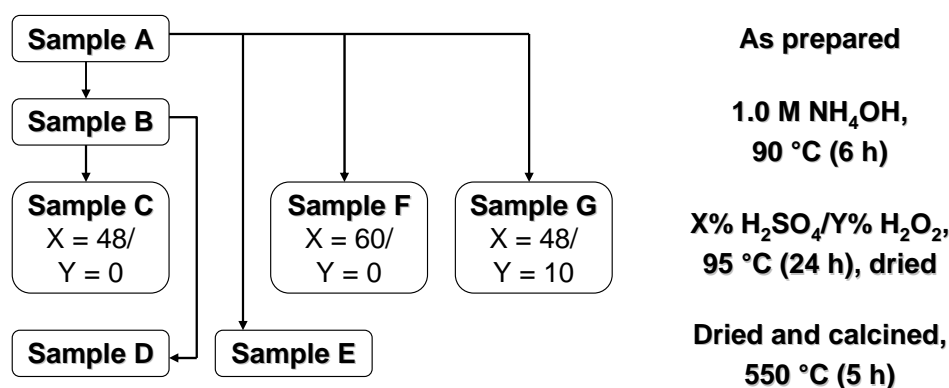 Sample A
As prepared
Sample B
1.0 M NH₄OH,
90 °C (6 h)
Sample C
X = 48/
Y = 0
Sample F
X = 60/
Y = 0
Sample G
X = 48/
Y = 10
X% H₂SO₄/Y% H₂O₂,
95 °C (24 h), dried
Sample D
Sample E
Dried and calcined,
550 °C (5 h)